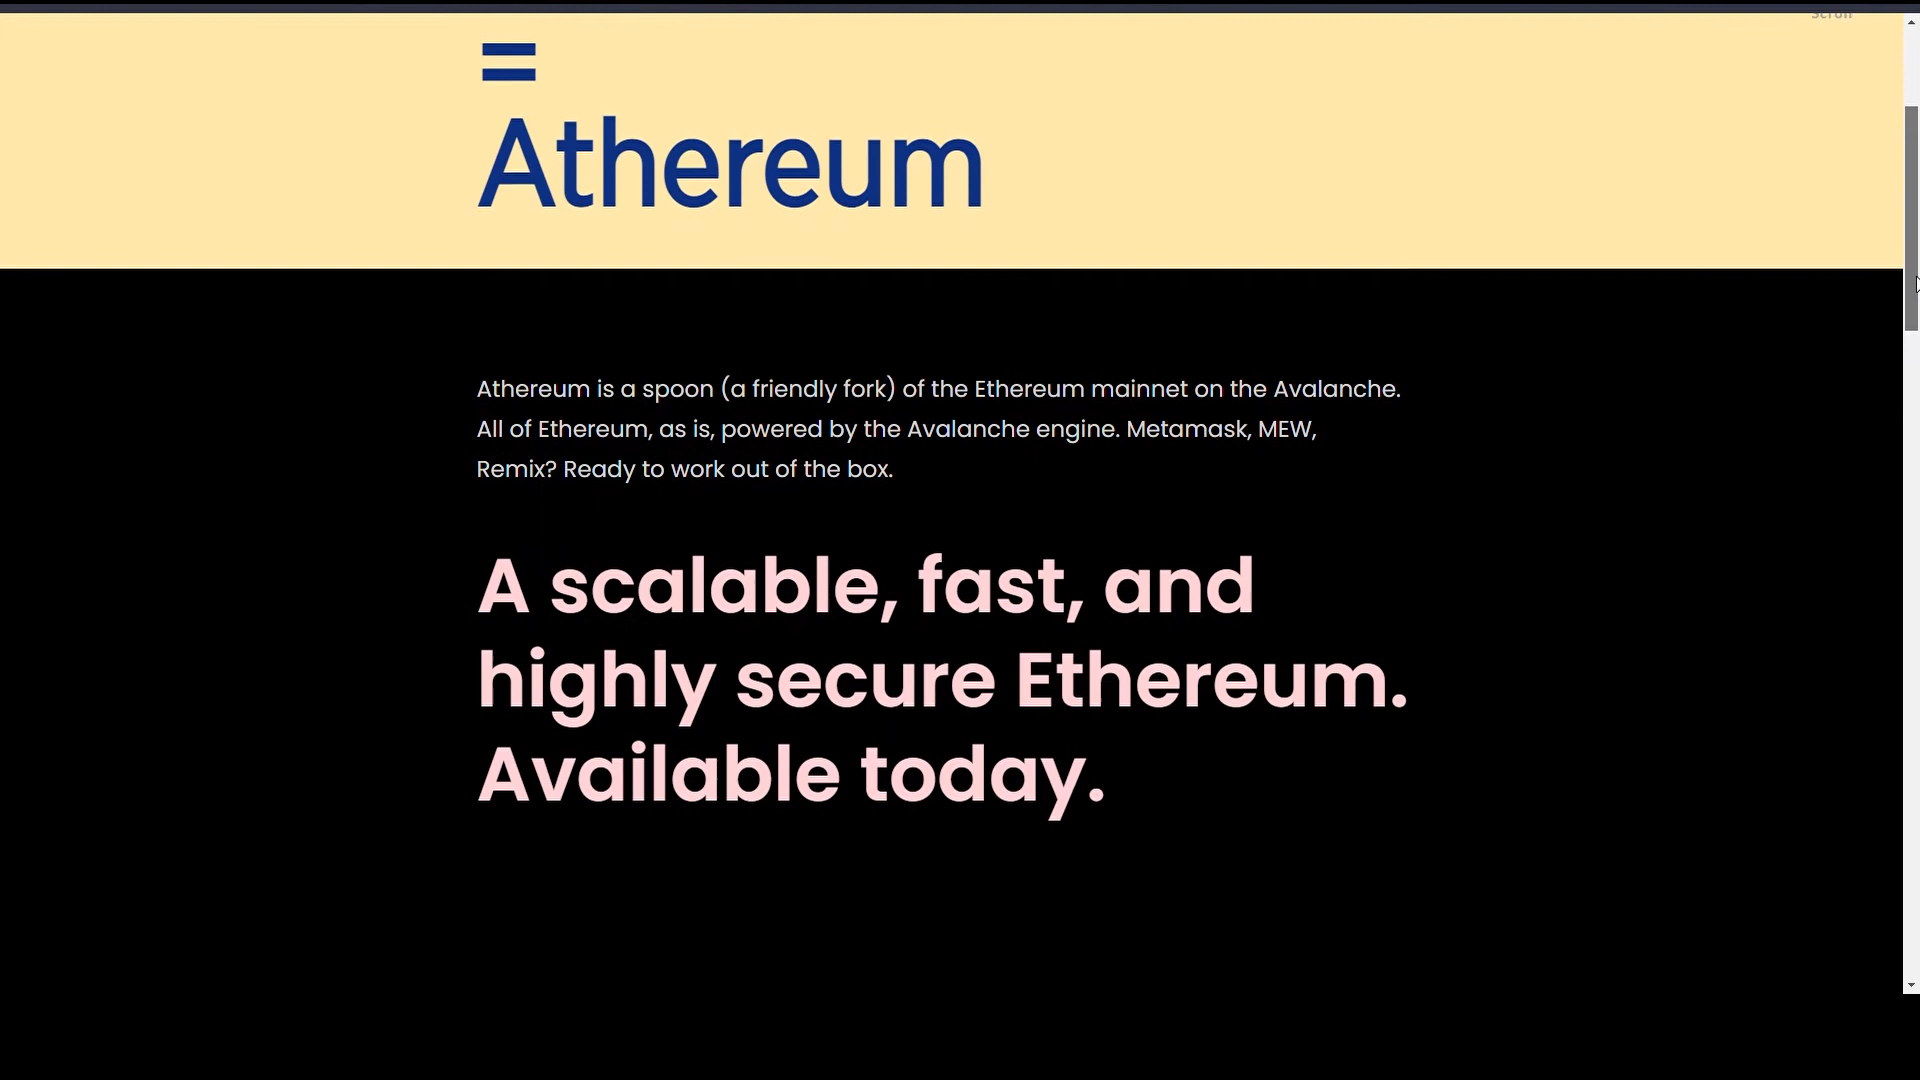 Scroll
=
Athereum
Athereum is a spoon (a friendly fork) of the Ethereum mainnet on the Avalanche.
All of Ethereum, as is, powered by the Avalanche engine. Metamask, MEW,
Remix? Ready to work out of the box.
A scalable, fast, and
highly secure Ethereum.
Available today.